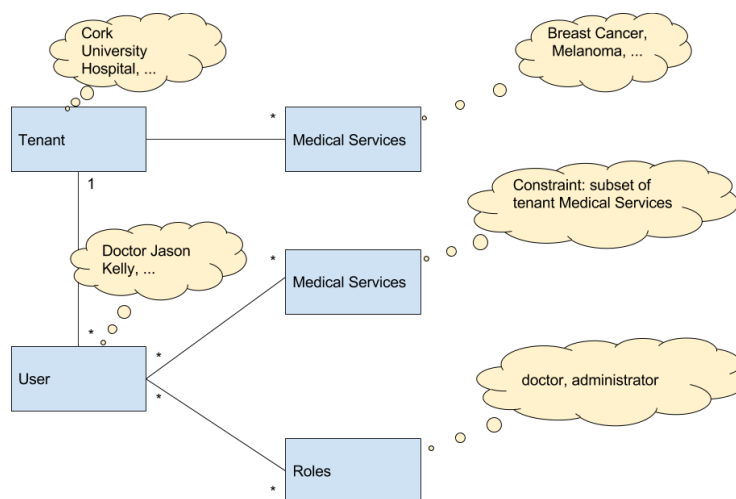 Cork
University
Hospital, ...
Breast Cancer,
Melanoma, ...
Tenant
*
Medical Services
1
Constraint: subset of
tenant Medical Services
Doctor Jason
Kelly, ...
*
Medical Services
*
*
User
*
doctor, administrator
Roles
*